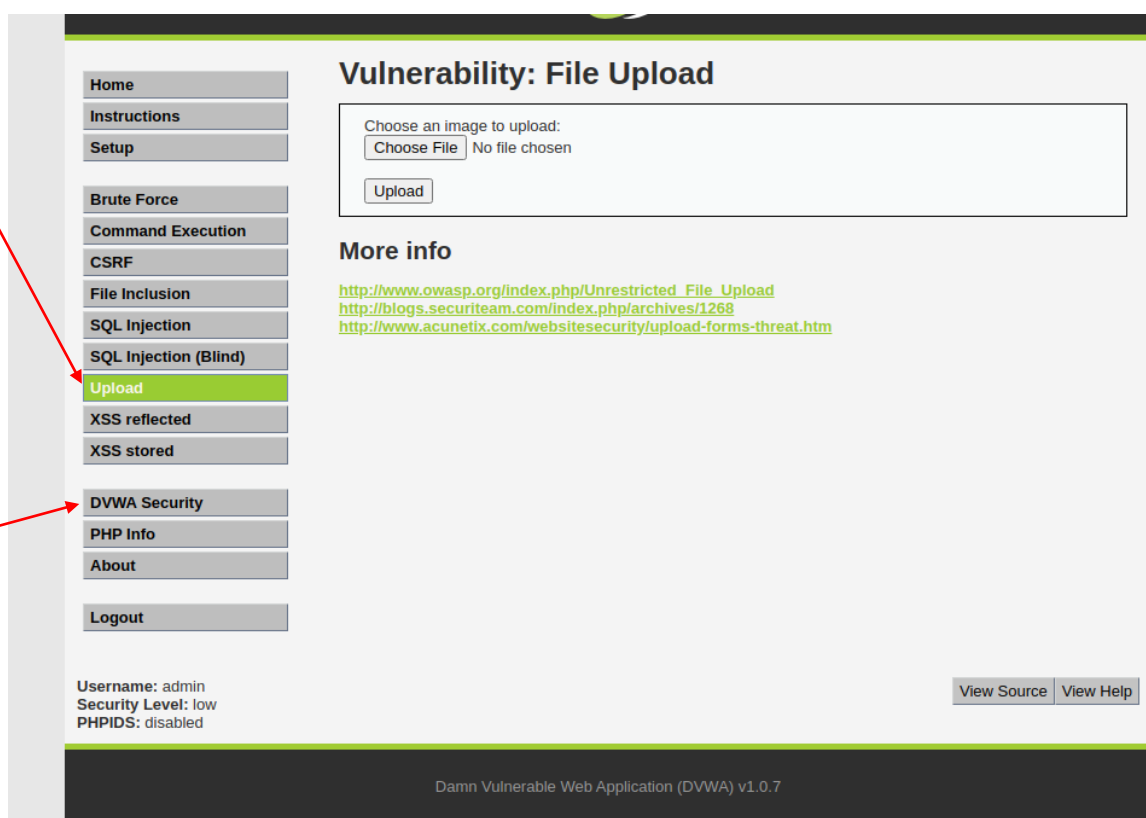 Home
Instructions
Setup
Brute Force
Command Execution
CSRF
File Inclusion
SQL Injection
SQL Injection (Blind)
Upload
XSS reflected
XSS stored
DVWA Security
PHP Info
About
Logout
Vulnerability: File Upload
Choose an image to upload:
Choose File No file chosen
Upload
More info
http://www.owasp.org/index.php/Unrestricted_File_Upload
http://blogs.securiteam.com/index.php/archives/1268
http://www.acunetix.com/websitesecurity/upload-forms-threat.htm
Username: admin
Security Level: low
PHPIDS: disabled
View Source View Help
Damn Vulnerable Web Application (DVWA) v1.0.7